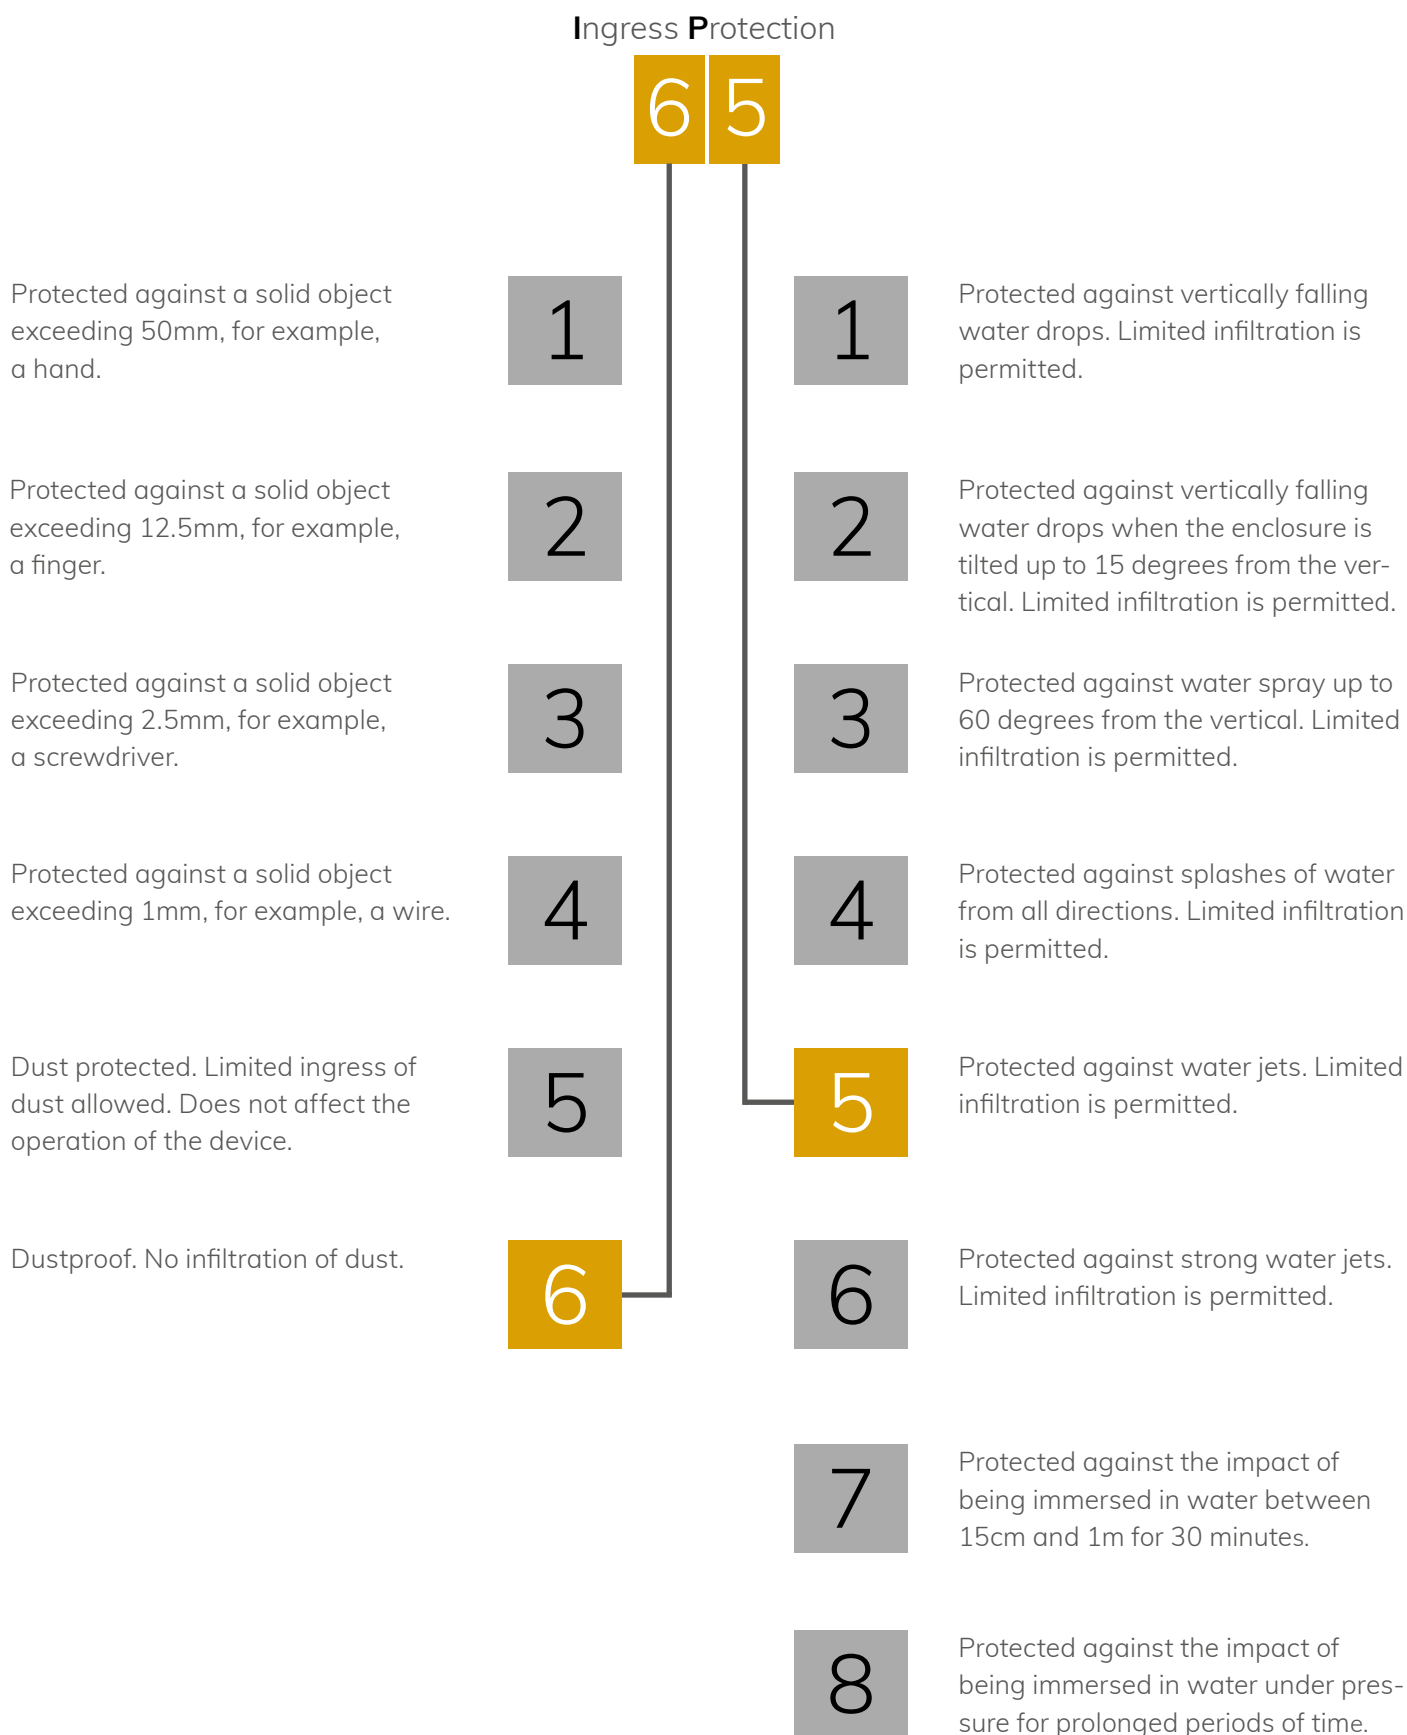 Ingress Protection
6 5
Protected against a solid object
exceeding 50mm, for example,
a hand.
1
1
Protected against vertically falling
water drops. Limited infiltration is
permitted.
Protected against a solid object
exceeding 12.5mm, for example,
a finger.
2
2
Protected against vertically falling
water drops when the enclosure is
tilted up to 15 degrees from the ver-
tical. Limited infiltration is permitted.
Protected against a solid object
exceeding 2.5mm, for example,
a screwdriver.
3
3
Protected against water spray up to
60 degrees from the vertical. Limited
infiltration is permitted.
Protected against a solid object
exceeding 1mm, for example, a wire.
4
4
Protected against splashes of water
from all directions. Limited infiltration
is permitted.
Dust protected. Limited ingress of
dust allowed. Does not affect the
operation of the device.
5
5
Protected against water jets. Limited
infiltration is permitted.
Dustproof. No infiltration of dust.
6
6
Protected against strong water jets.
Limited infiltration is permitted.
7
Protected against the impact of
being immersed in water between
15cm and 1m for 30 minutes.
8
Protected against the impact of
being immersed in water under pres-
sure for prolonged periods of time.